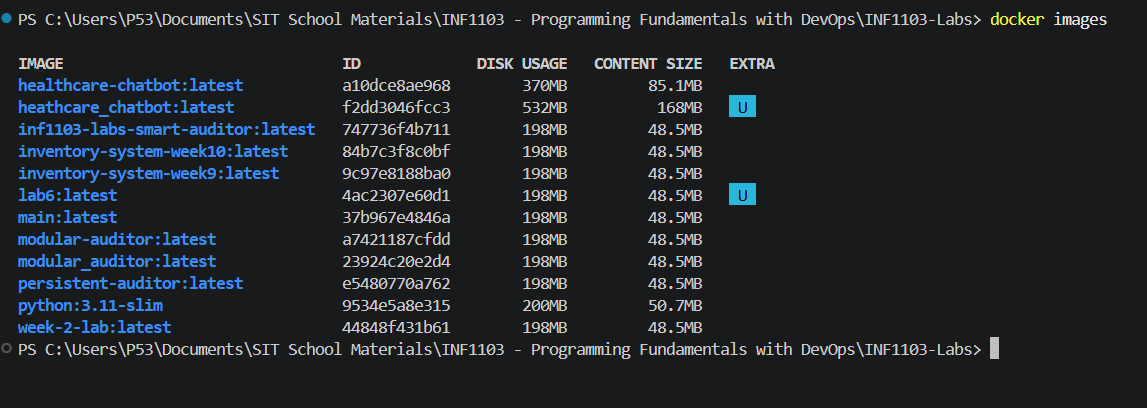 PS C:\Users\P53\Documents\SIT School Materials\INF1103 - Programming Fundamentals with DevOps\INF1103-Labs> docker images
IMAGE ID DISK USAGE CONTENT SIZE EXTRA
healthcare-chatbot:latest a10dce8ae968 370MB 85.1MB
heathcare_chatbot:latest f2dd3046fcc3 532MB 168MB U
inf1103-labs-smart-auditor:latest 747736f4b711 198MB 48.5MB
inventory-system-week10:latest 84b7c3f8c0bf 198MB 48.5MB
inventory-system-week9:latest 9c97e8188ba0 198MB 48.5MB
lab6:latest 4ac2307e60d1 198MB 48.5MB U
main:latest 37b967e4846a 198MB 48.5MB
modular-auditor:latest a7421187cfdd 198MB 48.5MB
modular_auditor:latest 23924c20e2d4 198MB 48.5MB
persistent-auditor:latest e5480770a762 198MB 48.5MB
python:3.11-slim 9534e5a8e315 200MB 50.7MB
week-2-lab:latest 44848f431b61 198MB 48.5MB
PS C:\Users\P53\Documents\SIT School Materials\INF1103 - Programming Fundamentals with DevOps\INF1103-Labs>